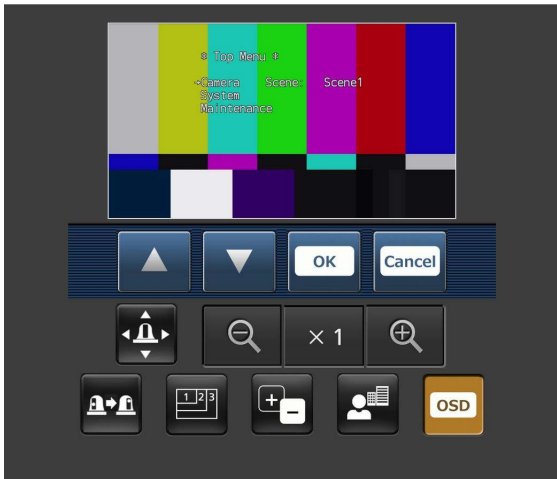 * Top Menu *
→Camera Scene: Scene1
System
Maintenance
OK Cancel
× 1
1 2 3
OSD